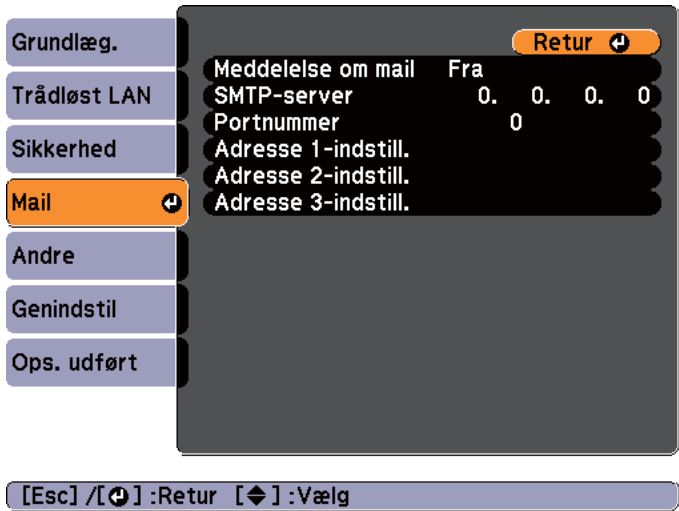 Grundlæg.
Trådløst LAN
Sikkerhed
Mail
Andre
Genindstil
Ops. udført
Retur
Meddelelse om mail Fra
SMTP-server 0. 0. 0. 0
Portnummer 0
Adresse 1-indstill.
Adresse 2-indstill.
Adresse 3-indstill.
[Esc] /[⏎] :Retur [◆] :Vælg